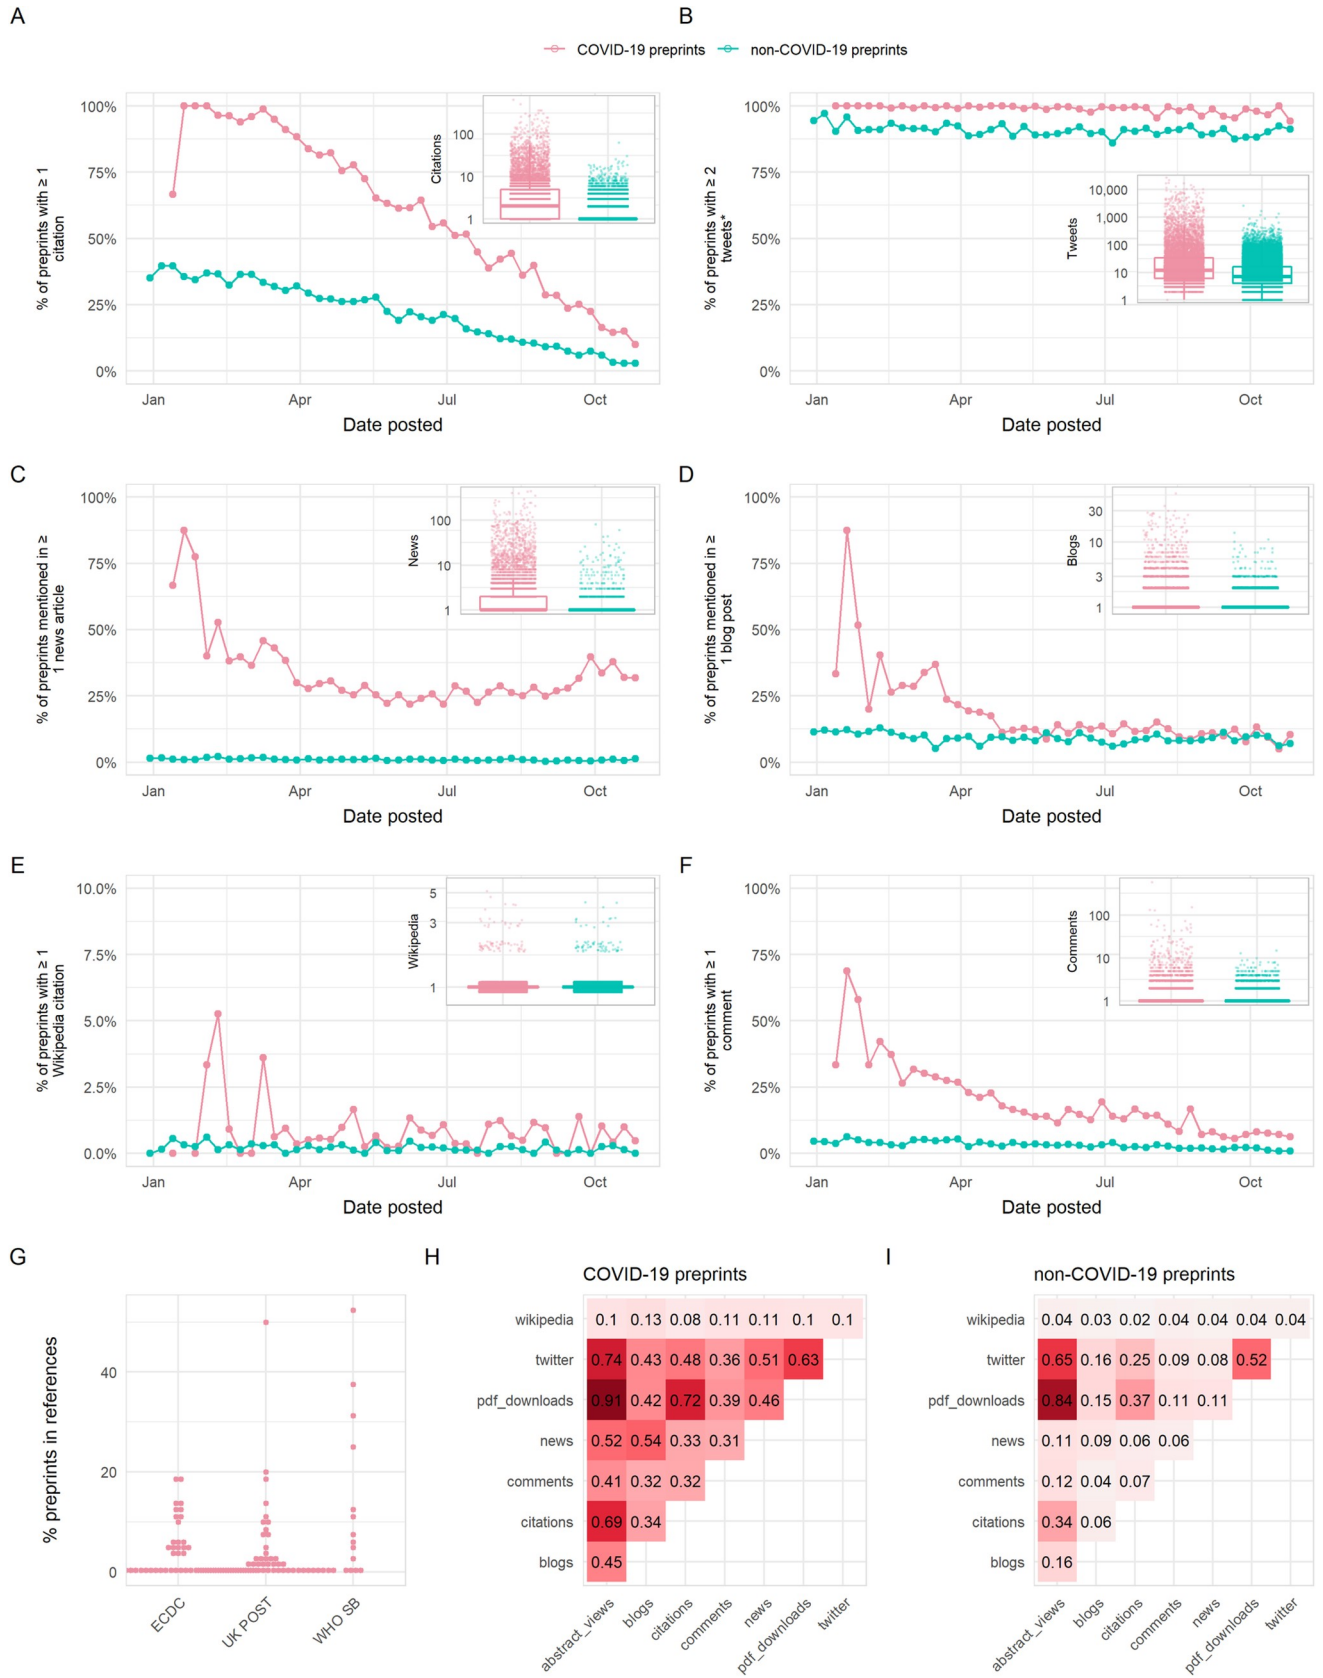 A
B
COVID-19 preprints
non-COVID-19 preprints
% of preprints with ≥ 1
citation
100%
75%
50%
25%
0%
Jan
Apr
Jul
Oct
Date posted
Citations
100
10
1
% of preprints with ≥ 2
tweets*
100%
75%
50%
25%
0%
Jan
Apr
Jul
Oct
Date posted
Tweets
10,000
1,000
100
10
1
C
% of preprints mentioned in ≥
1 news article
100%
75%
50%
25%
0%
Jan
Apr
Jul
Oct
Date posted
News
100
10
1
D
% of preprints mentioned in ≥
1 blog post
100%
75%
50%
25%
0%
Jan
Apr
Jul
Oct
Date posted
Blogs
30
10
3
1
E
% of preprints with ≥ 1
Wikipedia citation
10.0%
7.5%
5.0%
2.5%
0.0%
Jan
Apr
Jul
Oct
Date posted
Wikipedia
5
3
1
F
% of preprints with ≥ 1
comment
100%
75%
50%
25%
0%
Jan
Apr
Jul
Oct
Date posted
Comments
100
10
1
G
% preprints in references
40
20
0
ECDC
UK POST
WHO SB
H
COVID-19 preprints
wikipedia 0.1 0.13 0.08 0.11 0.11 0.1 0.1
twitter 0.74 0.43 0.48 0.36 0.51 0.63
pdf_downloads 0.91 0.42 0.72 0.39 0.46
news 0.52 0.54 0.33 0.31
comments 0.41 0.32 0.32
citations 0.69 0.34
blogs 0.45
abstract_views
blogs
citations
comments
news
pdf_downloads
twitter
I
non-COVID-19 preprints
wikipedia 0.04 0.03 0.02 0.04 0.04 0.04 0.04
twitter 0.65 0.16 0.25 0.09 0.08 0.52
pdf_downloads 0.84 0.15 0.37 0.11 0.11
news 0.11 0.09 0.06 0.06
comments 0.12 0.04 0.07
citations 0.34 0.06
blogs 0.16
abstract_views
blogs
citations
comments
news
pdf_downloads
twitter